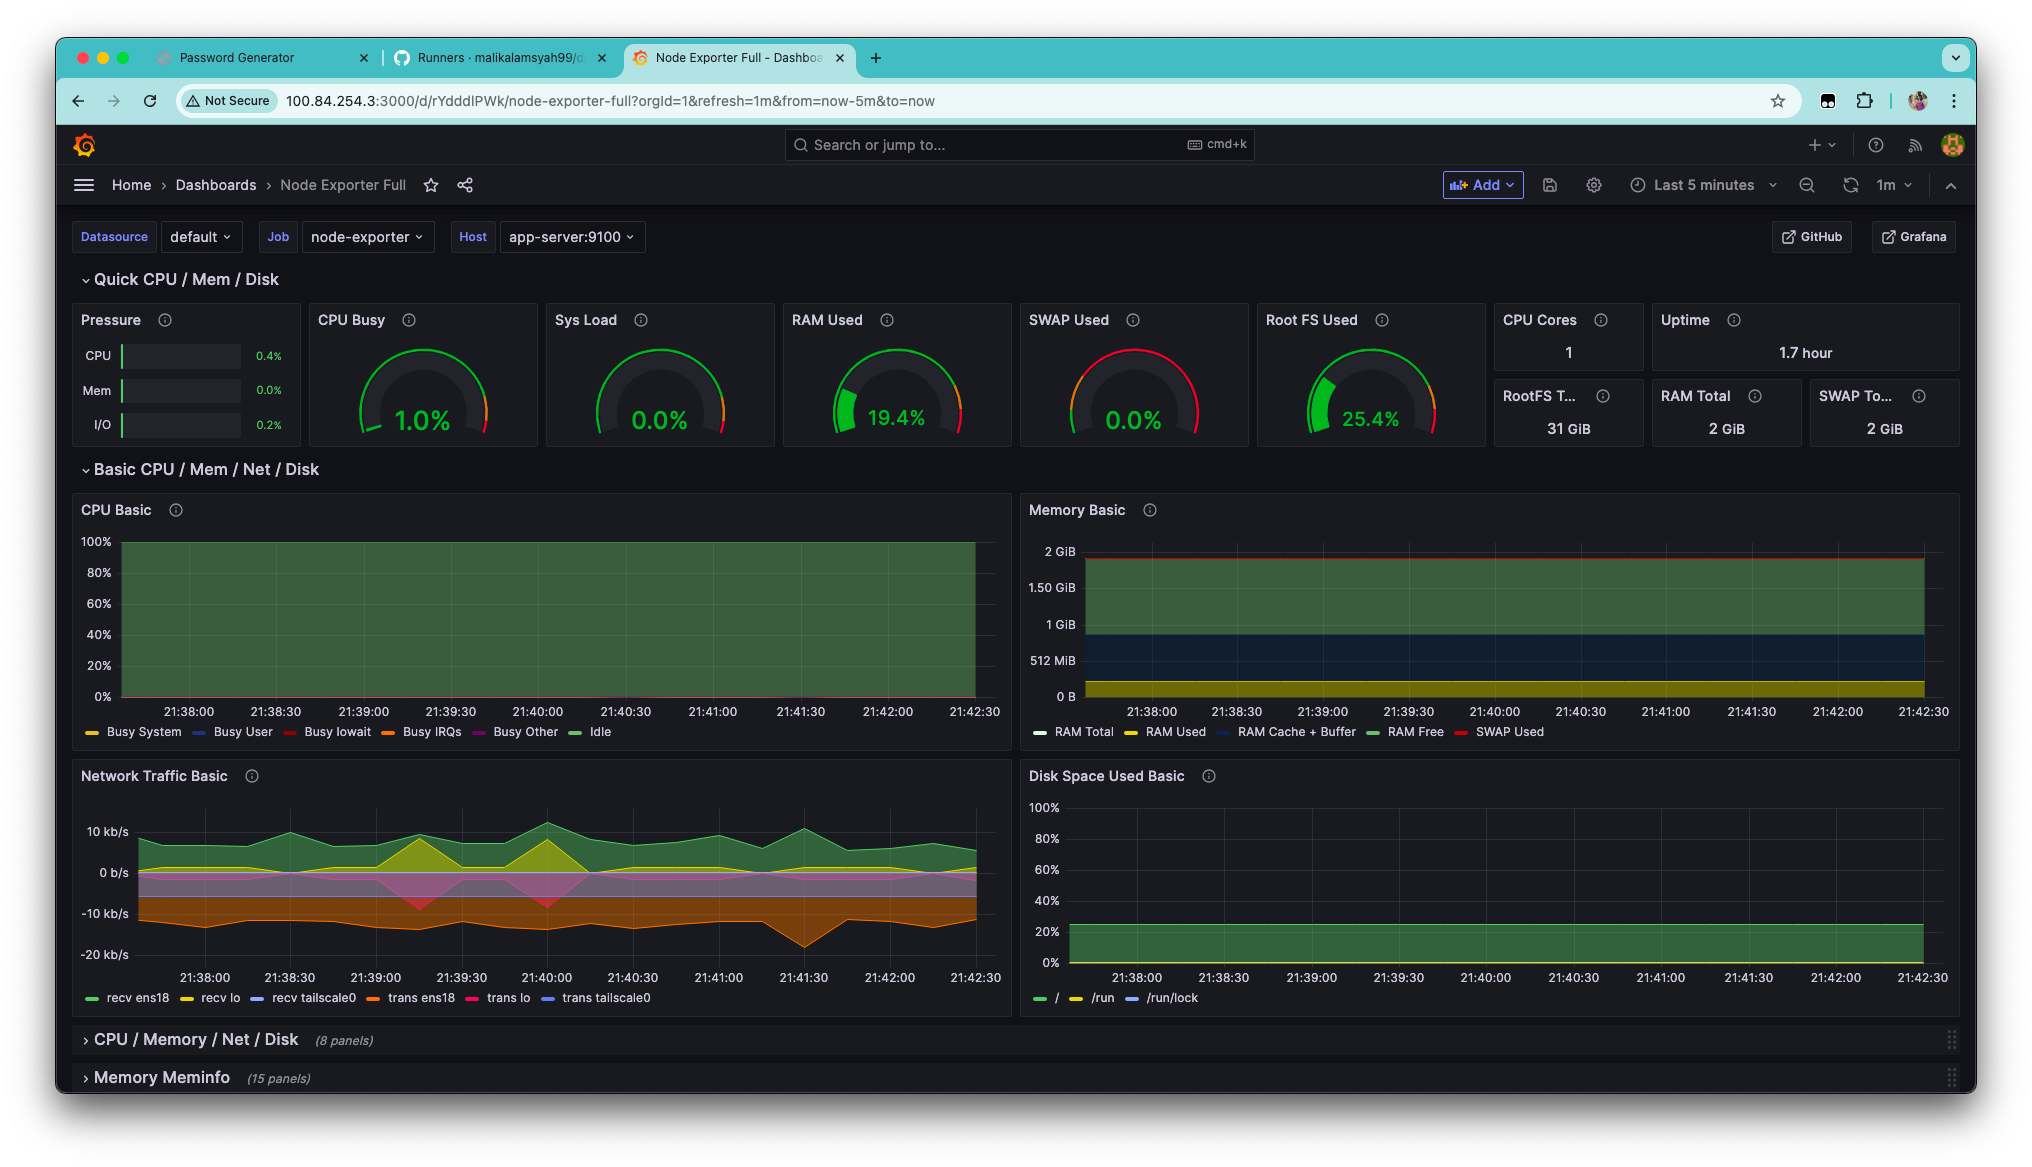 Password Generator
Runners · malikalamsyah99/d
Node Exporter Full - Dashboa
Not Secure
100.84.254.3:3000/d/rYdddlPWk/node-exporter-full?orgId=1&refresh=1m&from=now-5m&to=now
Search or jump to...
cmd+k
Home › Dashboards › Node Exporter Full
Add
Last 5 minutes
1m
Datasource default
Job node-exporter
Host app-server:9100
GitHub
Grafana
Quick CPU / Mem / Disk
Pressure
CPU 0.4%
Mem 0.0%
I/O 0.2%
CPU Busy
1.0%
Sys Load
0.0%
RAM Used
19.4%
SWAP Used
0.0%
Root FS Used
25.4%
CPU Cores
1
Uptime
1.7 hour
RootFS T...
31 GiB
RAM Total
2 GiB
SWAP To...
2 GiB
Basic CPU / Mem / Net / Disk
CPU Basic
100%
80%
60%
40%
20%
0%
21:38:00 21:38:30 21:39:00 21:39:30 21:40:00 21:40:30 21:41:00 21:41:30 21:42:00 21:42:30
Busy System Busy User Busy Iowait Busy IRQs Busy Other Idle
Memory Basic
2 GiB
1.50 GiB
1 GiB
512 MiB
0 B
21:38:00 21:38:30 21:39:00 21:39:30 21:40:00 21:40:30 21:41:00 21:41:30 21:42:00 21:42:30
RAM Total RAM Used RAM Cache + Buffer RAM Free SWAP Used
Network Traffic Basic
10 kb/s
0 b/s
-10 kb/s
-20 kb/s
21:38:00 21:38:30 21:39:00 21:39:30 21:40:00 21:40:30 21:41:00 21:41:30 21:42:00 21:42:30
recv ens18 recv lo recv tailscale0 trans ens18 trans lo trans tailscale0
Disk Space Used Basic
100%
80%
60%
40%
20%
0%
21:38:00 21:38:30 21:39:00 21:39:30 21:40:00 21:40:30 21:41:00 21:41:30 21:42:00 21:42:30
/ /run /run/lock
CPU / Memory / Net / Disk (8 panels)
Memory Meminfo (15 panels)